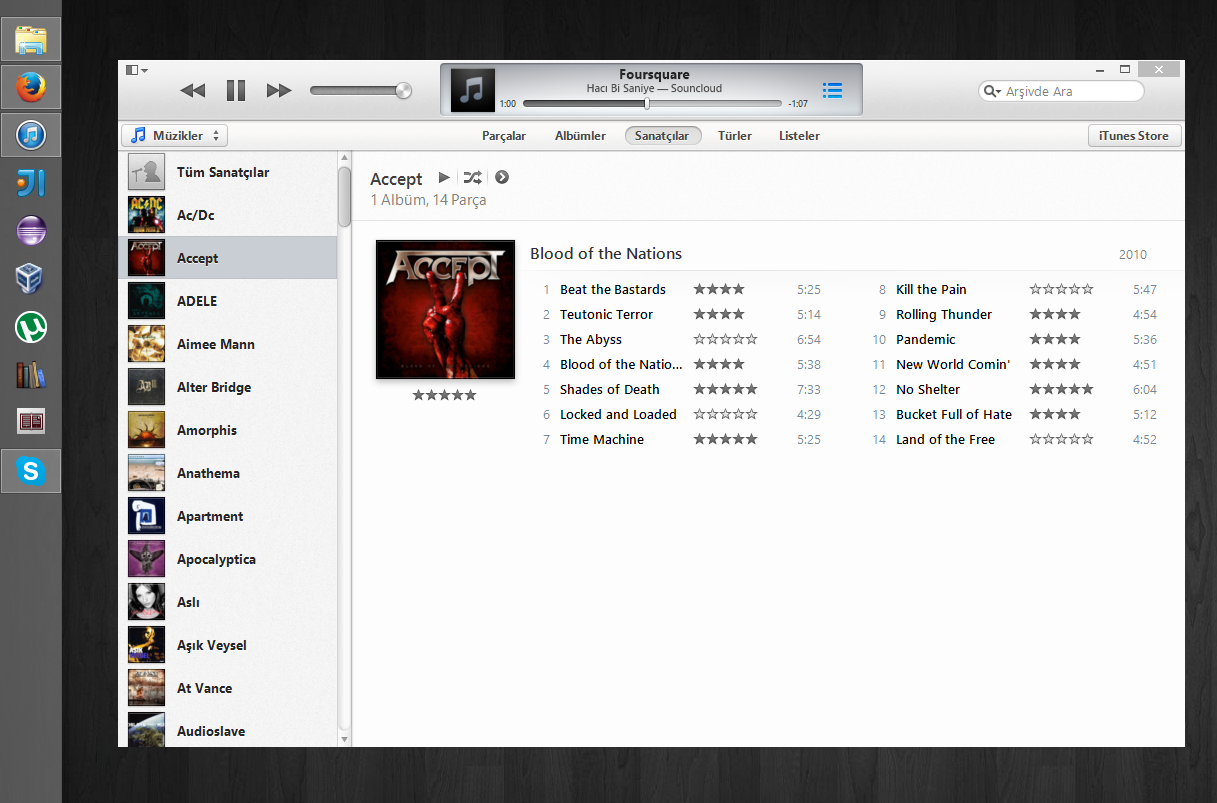 Foursquare
Hacı Bi Saniye — Souncloud
1:00
-1:07
Arşivde Ara
Müzikler
Parçalar
Albümler
Sanatçılar
Türler
Listeler
iTunes Store
Tüm Sanatçılar
Ac/Dc
Accept
ADELE
Aimee Mann
Alter Bridge
Amorphis
Anathema
Apartment
Apocalyptica
Aslı
Aşık Veysel
At Vance
Audioslave
Accept
1 Albüm, 14 Parça
ACCEPT
BLOOD OF THE NATIONS
Blood of the Nations 2010
1 Beat the Bastards 5:25
2 Teutonic Terror 5:14
3 The Abyss 6:54
4 Blood of the Natio... 5:38
5 Shades of Death 7:33
6 Locked and Loaded 4:29
7 Time Machine 5:25
8 Kill the Pain 5:47
9 Rolling Thunder 4:54
10 Pandemic 5:36
11 New World Comin' 4:51
12 No Shelter 6:04
13 Bucket Full of Hate 5:12
14 Land of the Free 4:52